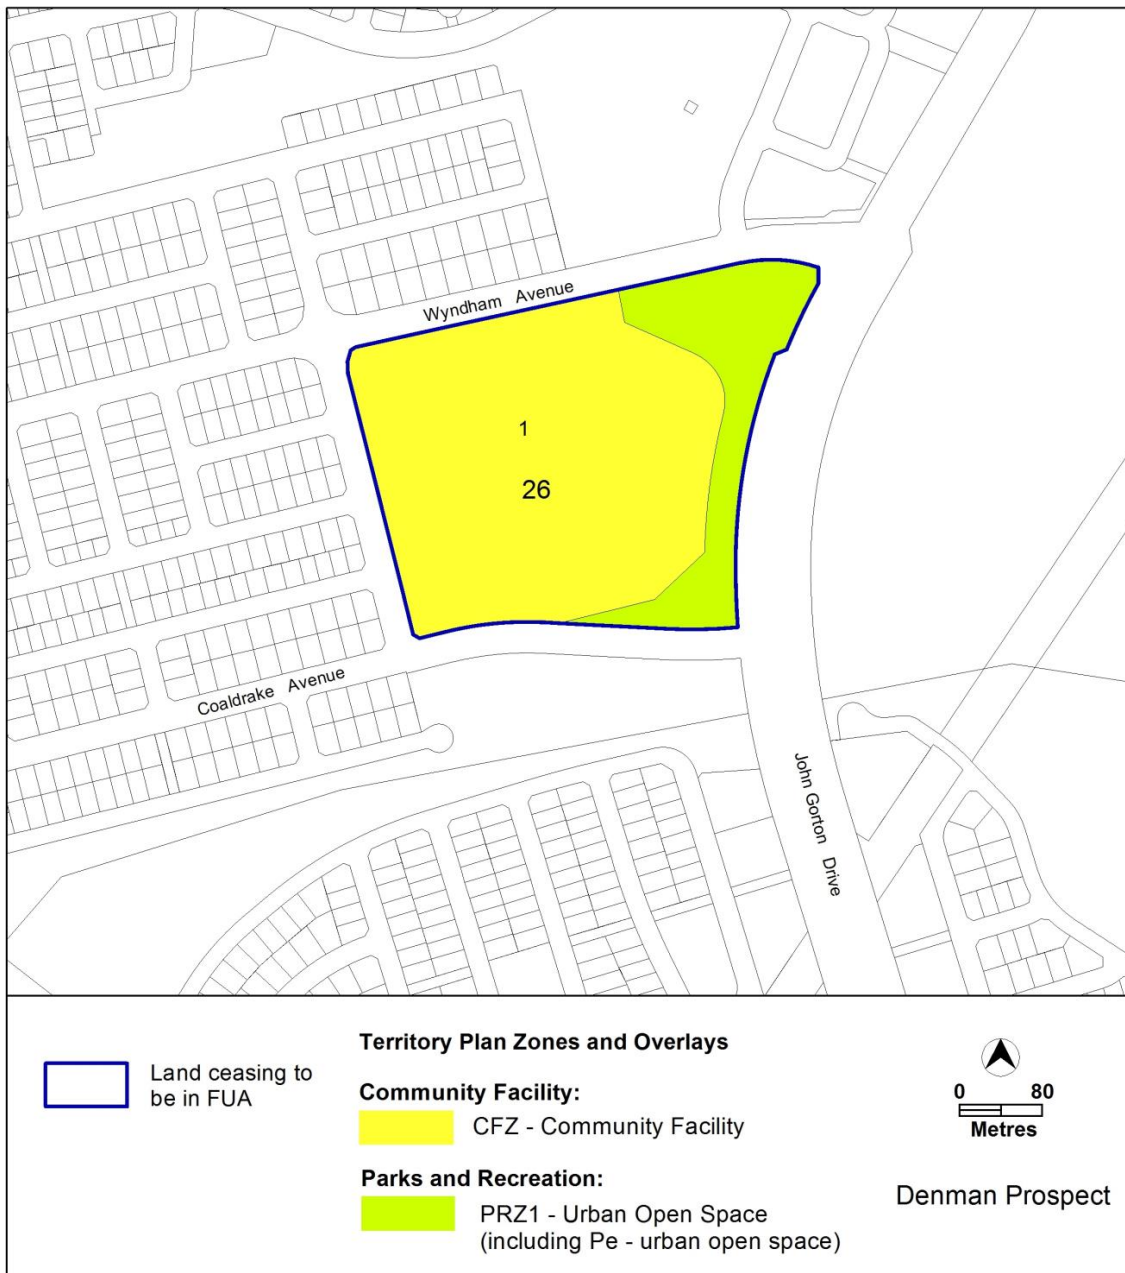 Wyndham Avenue
1
26
Coaldrake Avenue
John Gorton Drive
Land ceasing to
be in FUA
Territory Plan Zones and Overlays
Community Facility:
CFZ - Community Facility
Parks and Recreation:
PRZ1 - Urban Open Space
(including Pe - urban open space)
0 80
Metres
Denman Prospect